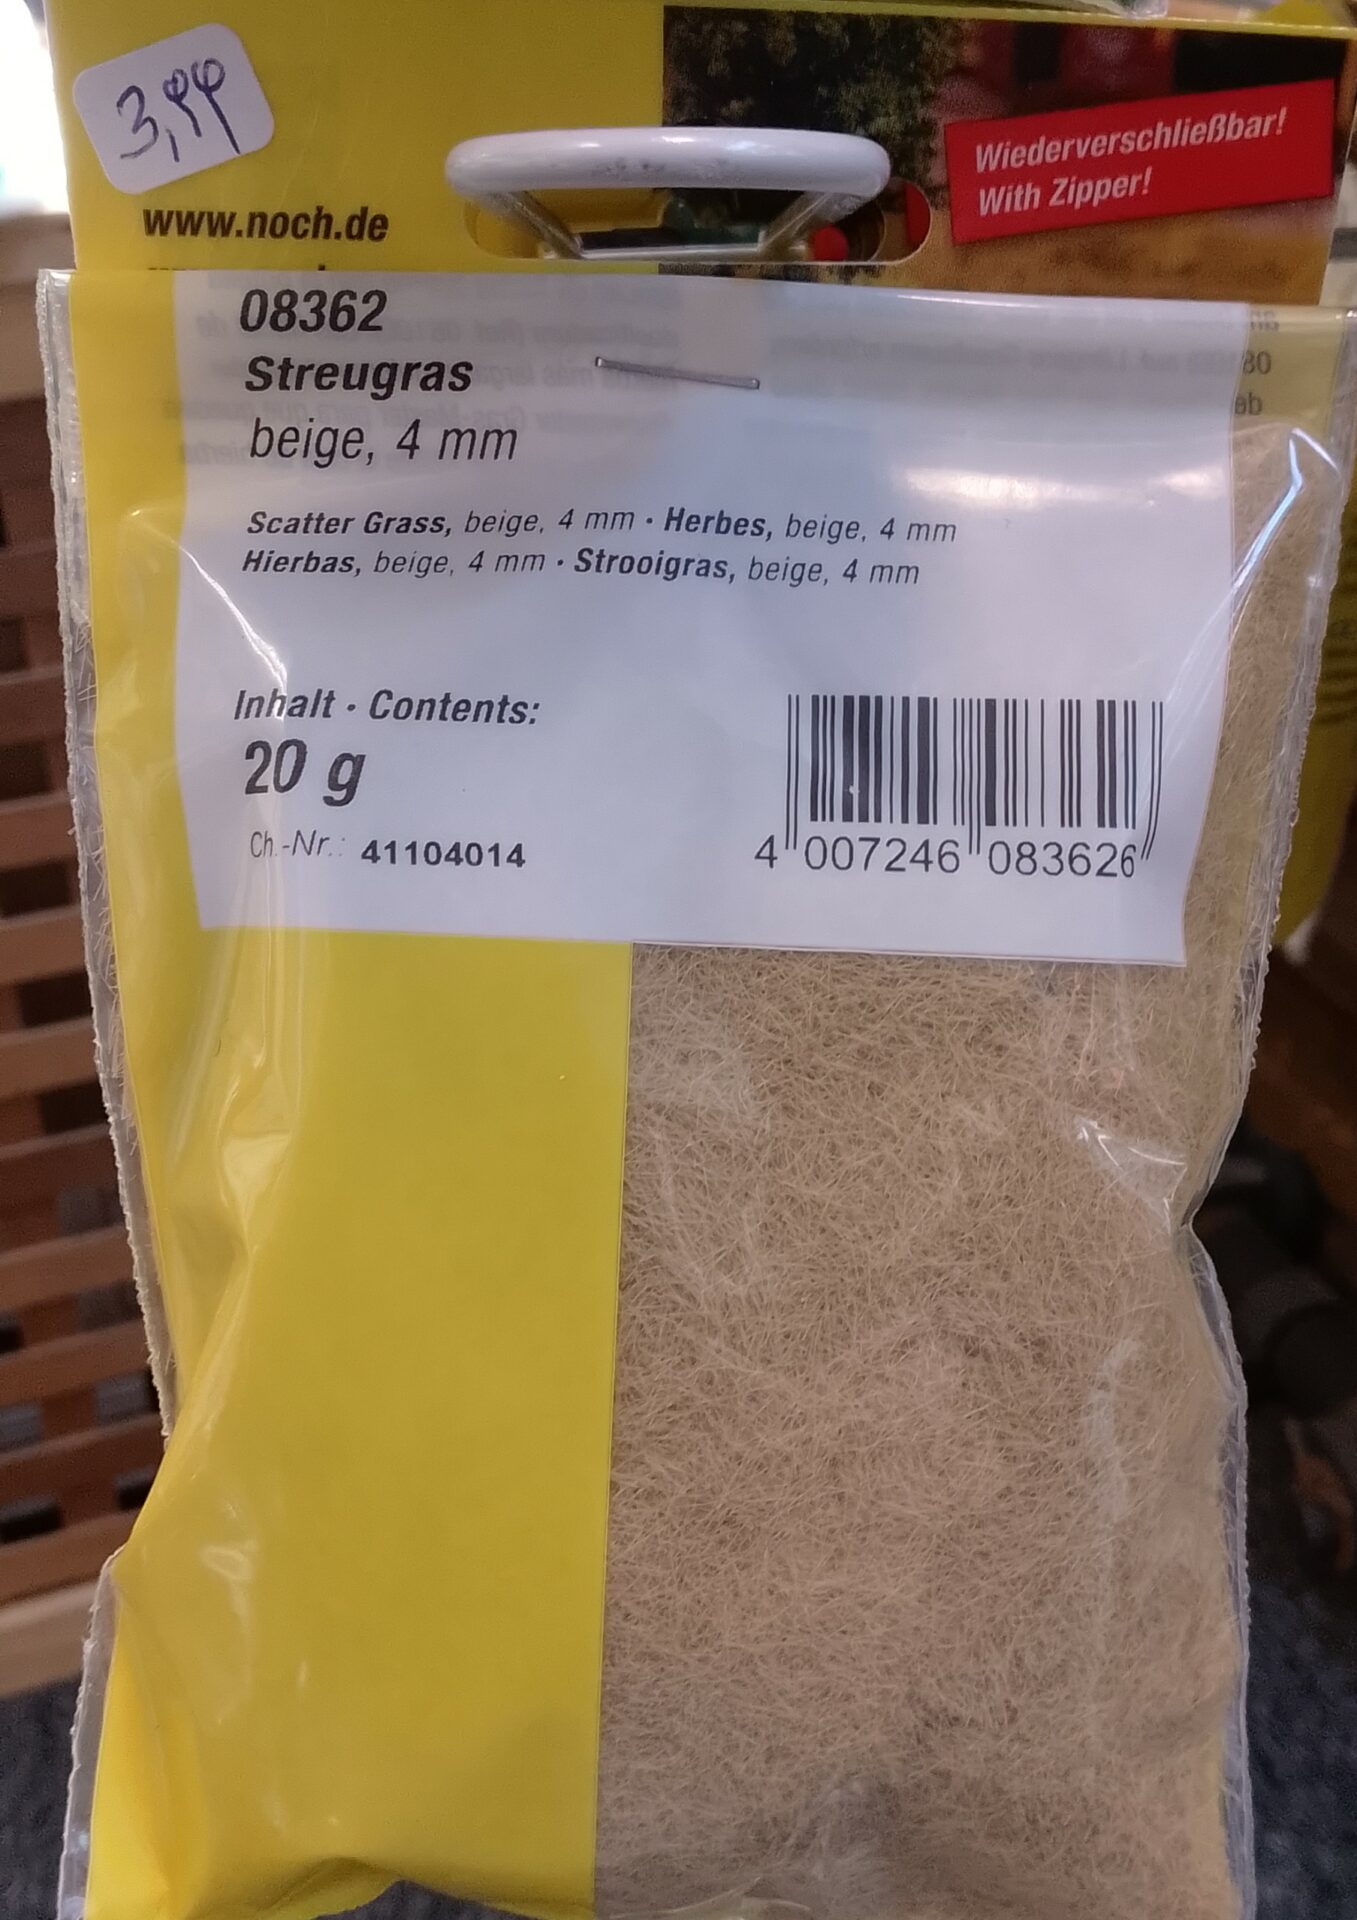 3,99
www.noch.de
Wiederverschließbar!
With Zipper!
08362
Streugras
beige, 4 mm
Scatter Grass, beige, 4 mm · Herbes, beige, 4 mm
Hierbas, beige, 4 mm · Strooigras, beige, 4 mm
Inhalt · Contents:
20 g
Ch.-Nr.: 41104014
4 007246 083626